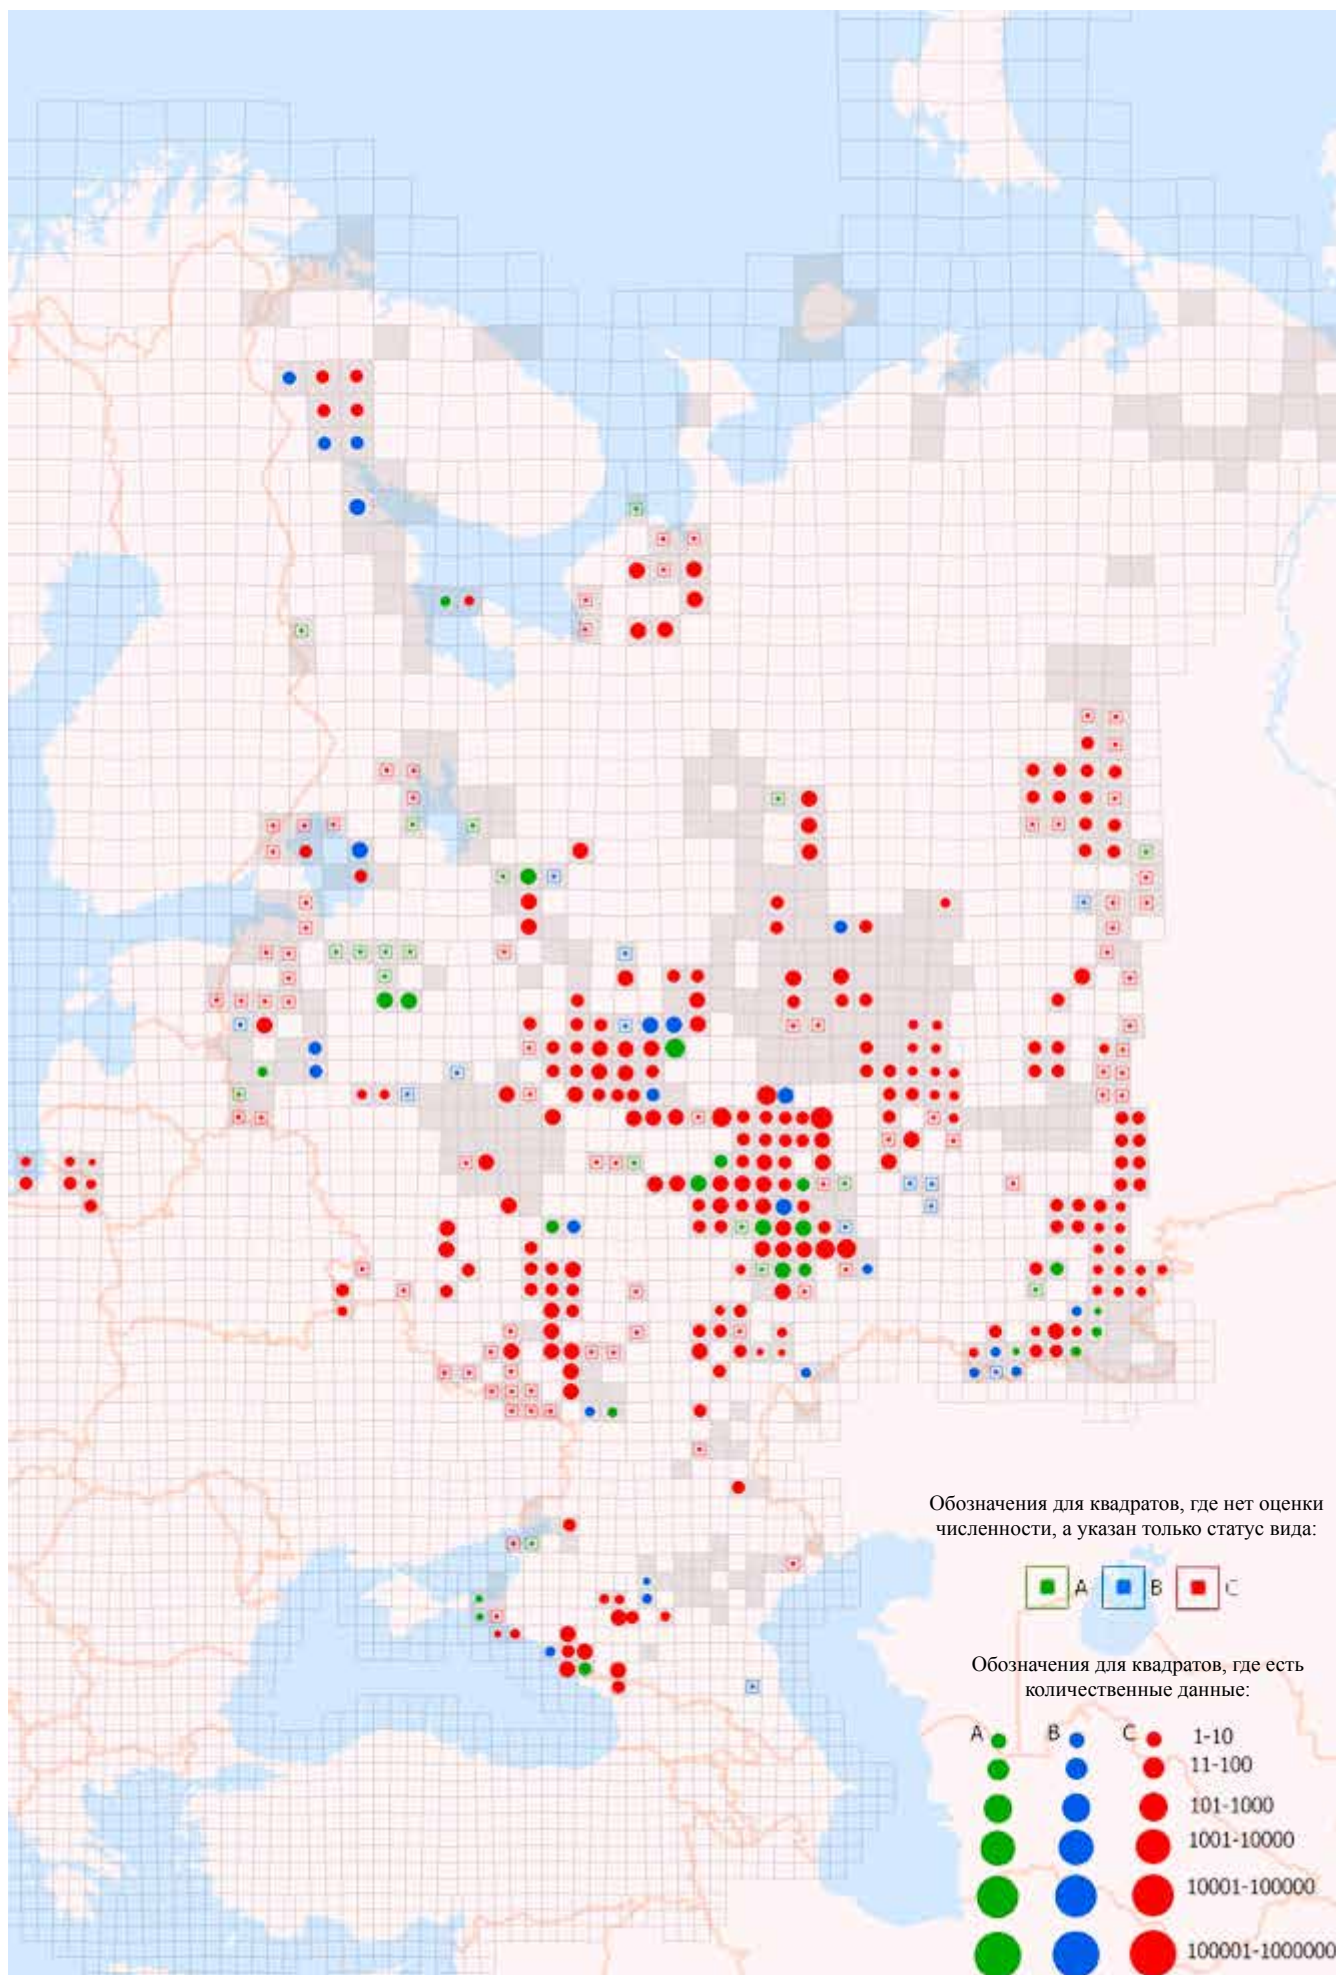 Обозначения для квадратов, где нет оценки
численности, а указан только статус вида:
A B C
Обозначения для квадратов, где есть
количественные данные:
A B C 1-10
11-100
101-1000
1001-10000
10001-100000
100001-1000000